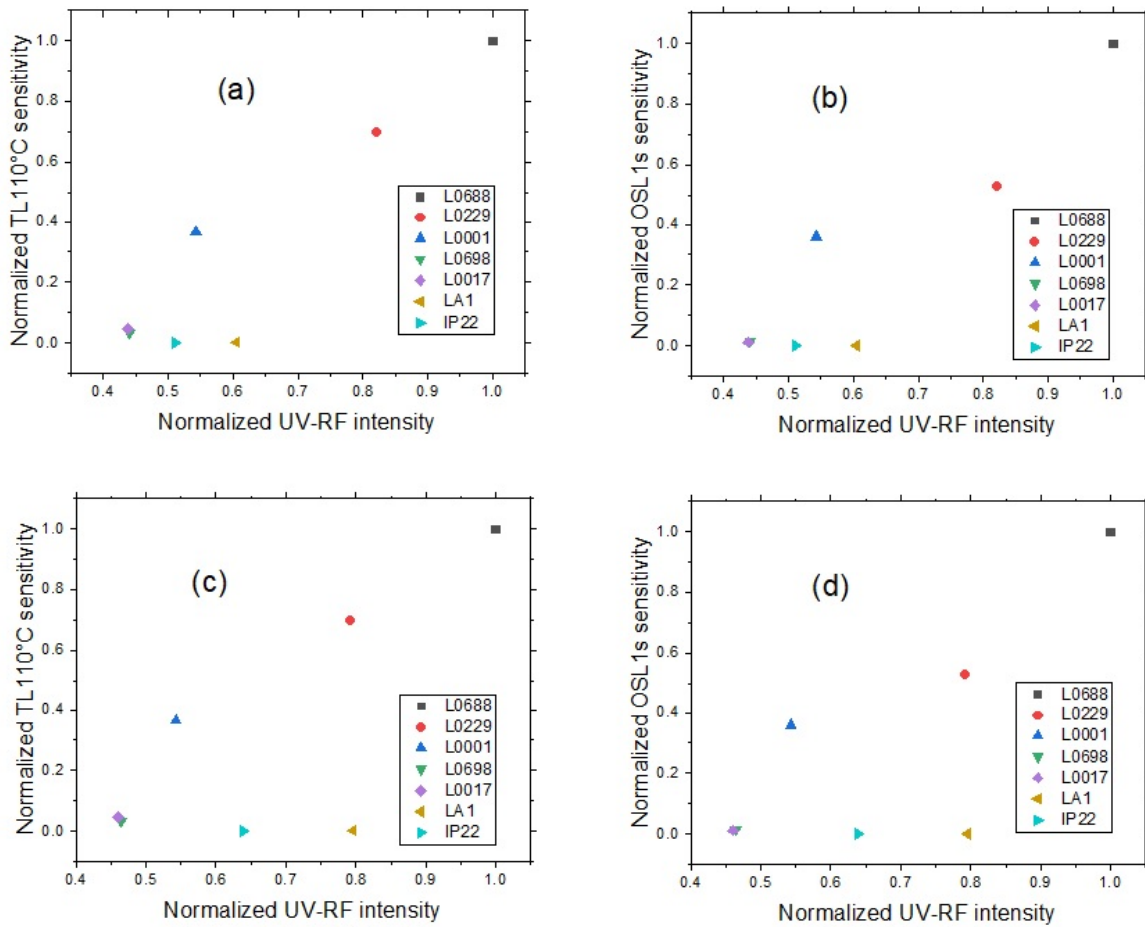 Normalized TL110°C sensitivity
1.0
0.8
0.6
0.4
0.2
0.0
(a)
L0688
L0229
L0001
L0698
L0017
LA1
IP22
0.4 0.5 0.6 0.7 0.8 0.9 1.0
Normalized UV-RF intensity
Normalized OSL1s sensitivity
1.0
0.8
0.6
0.4
0.2
0.0
(b)
L0688
L0229
L0001
L0698
L0017
LA1
IP22
0.4 0.5 0.6 0.7 0.8 0.9 1.0
Normalized UV-RF intensity
Normalized TL110°C sensitivity
1.0
0.8
0.6
0.4
0.2
0.0
(c)
L0688
L0229
L0001
L0698
L0017
LA1
IP22
0.4 0.5 0.6 0.7 0.8 0.9 1.0
Normalized UV-RF intensity
Normalized OSL1s sensitivity
1.0
0.8
0.6
0.4
0.2
0.0
(d)
L0688
L0229
L0001
L0698
L0017
LA1
IP22
0.4 0.5 0.6 0.7 0.8 0.9 1.0
Normalized UV-RF intensity